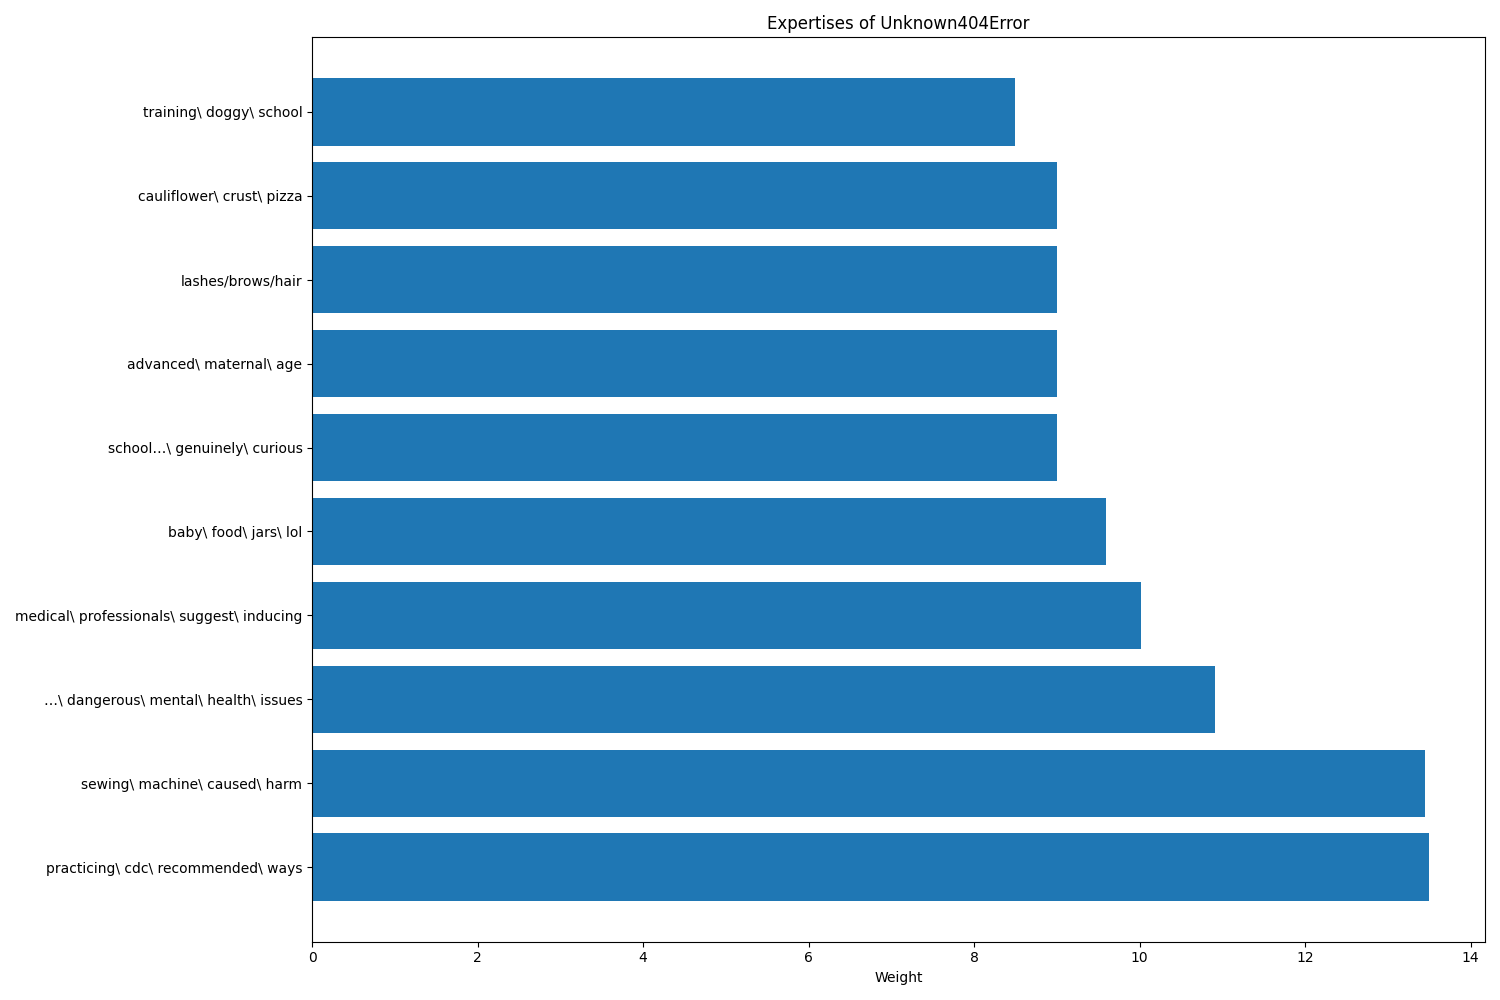 Expertises of Unknown404Error
training\ doggy\ school
cauliflower\ crust\ pizza
lashes/brows/hair
advanced\ maternal\ age
school…\ genuinely\ curious
baby\ food\ jars\ lol
medical\ professionals\ suggest\ inducing
…\ dangerous\ mental\ health\ issues
sewing\ machine\ caused\ harm
practicing\ cdc\ recommended\ ways
0 2 4 6 8 10 12 14
Weight